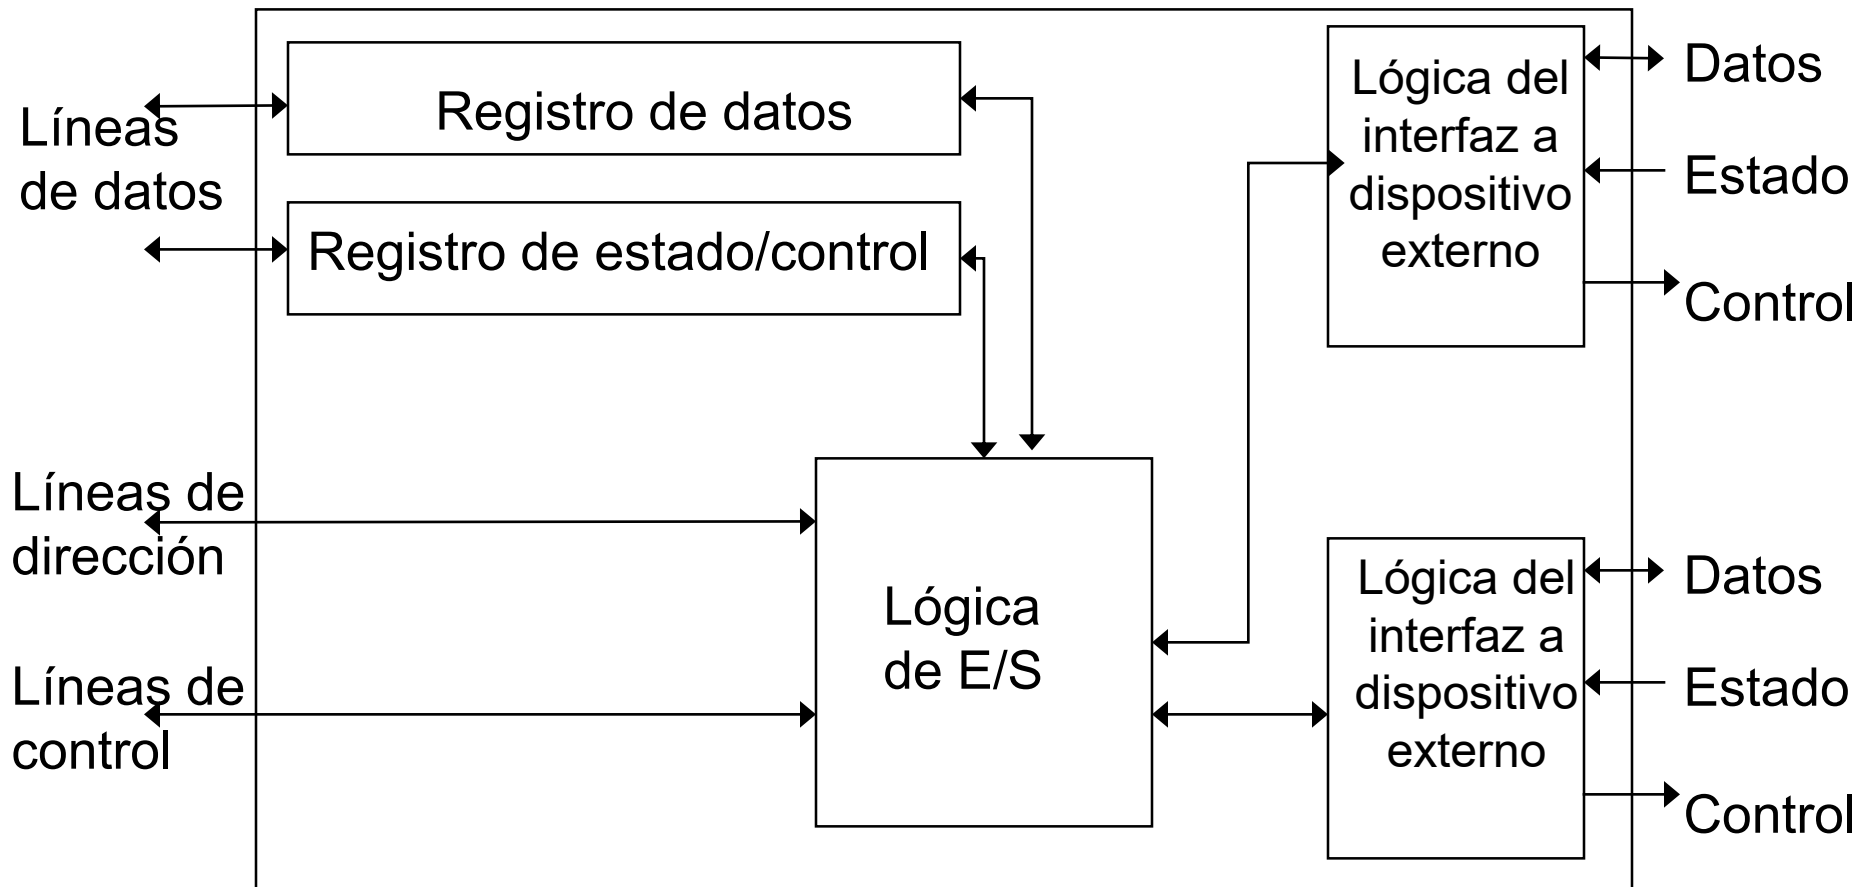 Líneas
de datos
Registro de datos
Registro de estado/control
Líneas de
dirección
Líneas de
control
Lógica
de E/S
Lógica del
interfaz a
dispositivo
externo
Datos
Estado
Control
Lógica del
interfaz a
dispositivo
externo
Datos
Estado
Control